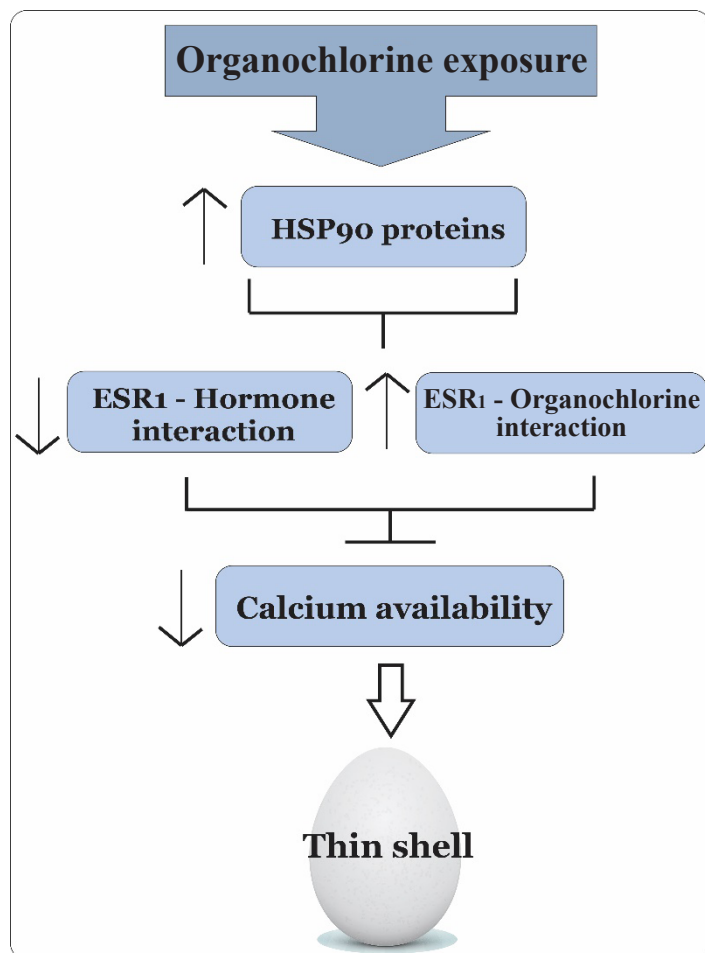 Organochlorine exposure
HSP90 proteins
ESR1 - Hormone
interaction
ESR1 - Organochlorine
interaction
Calcium availability
Thin shell